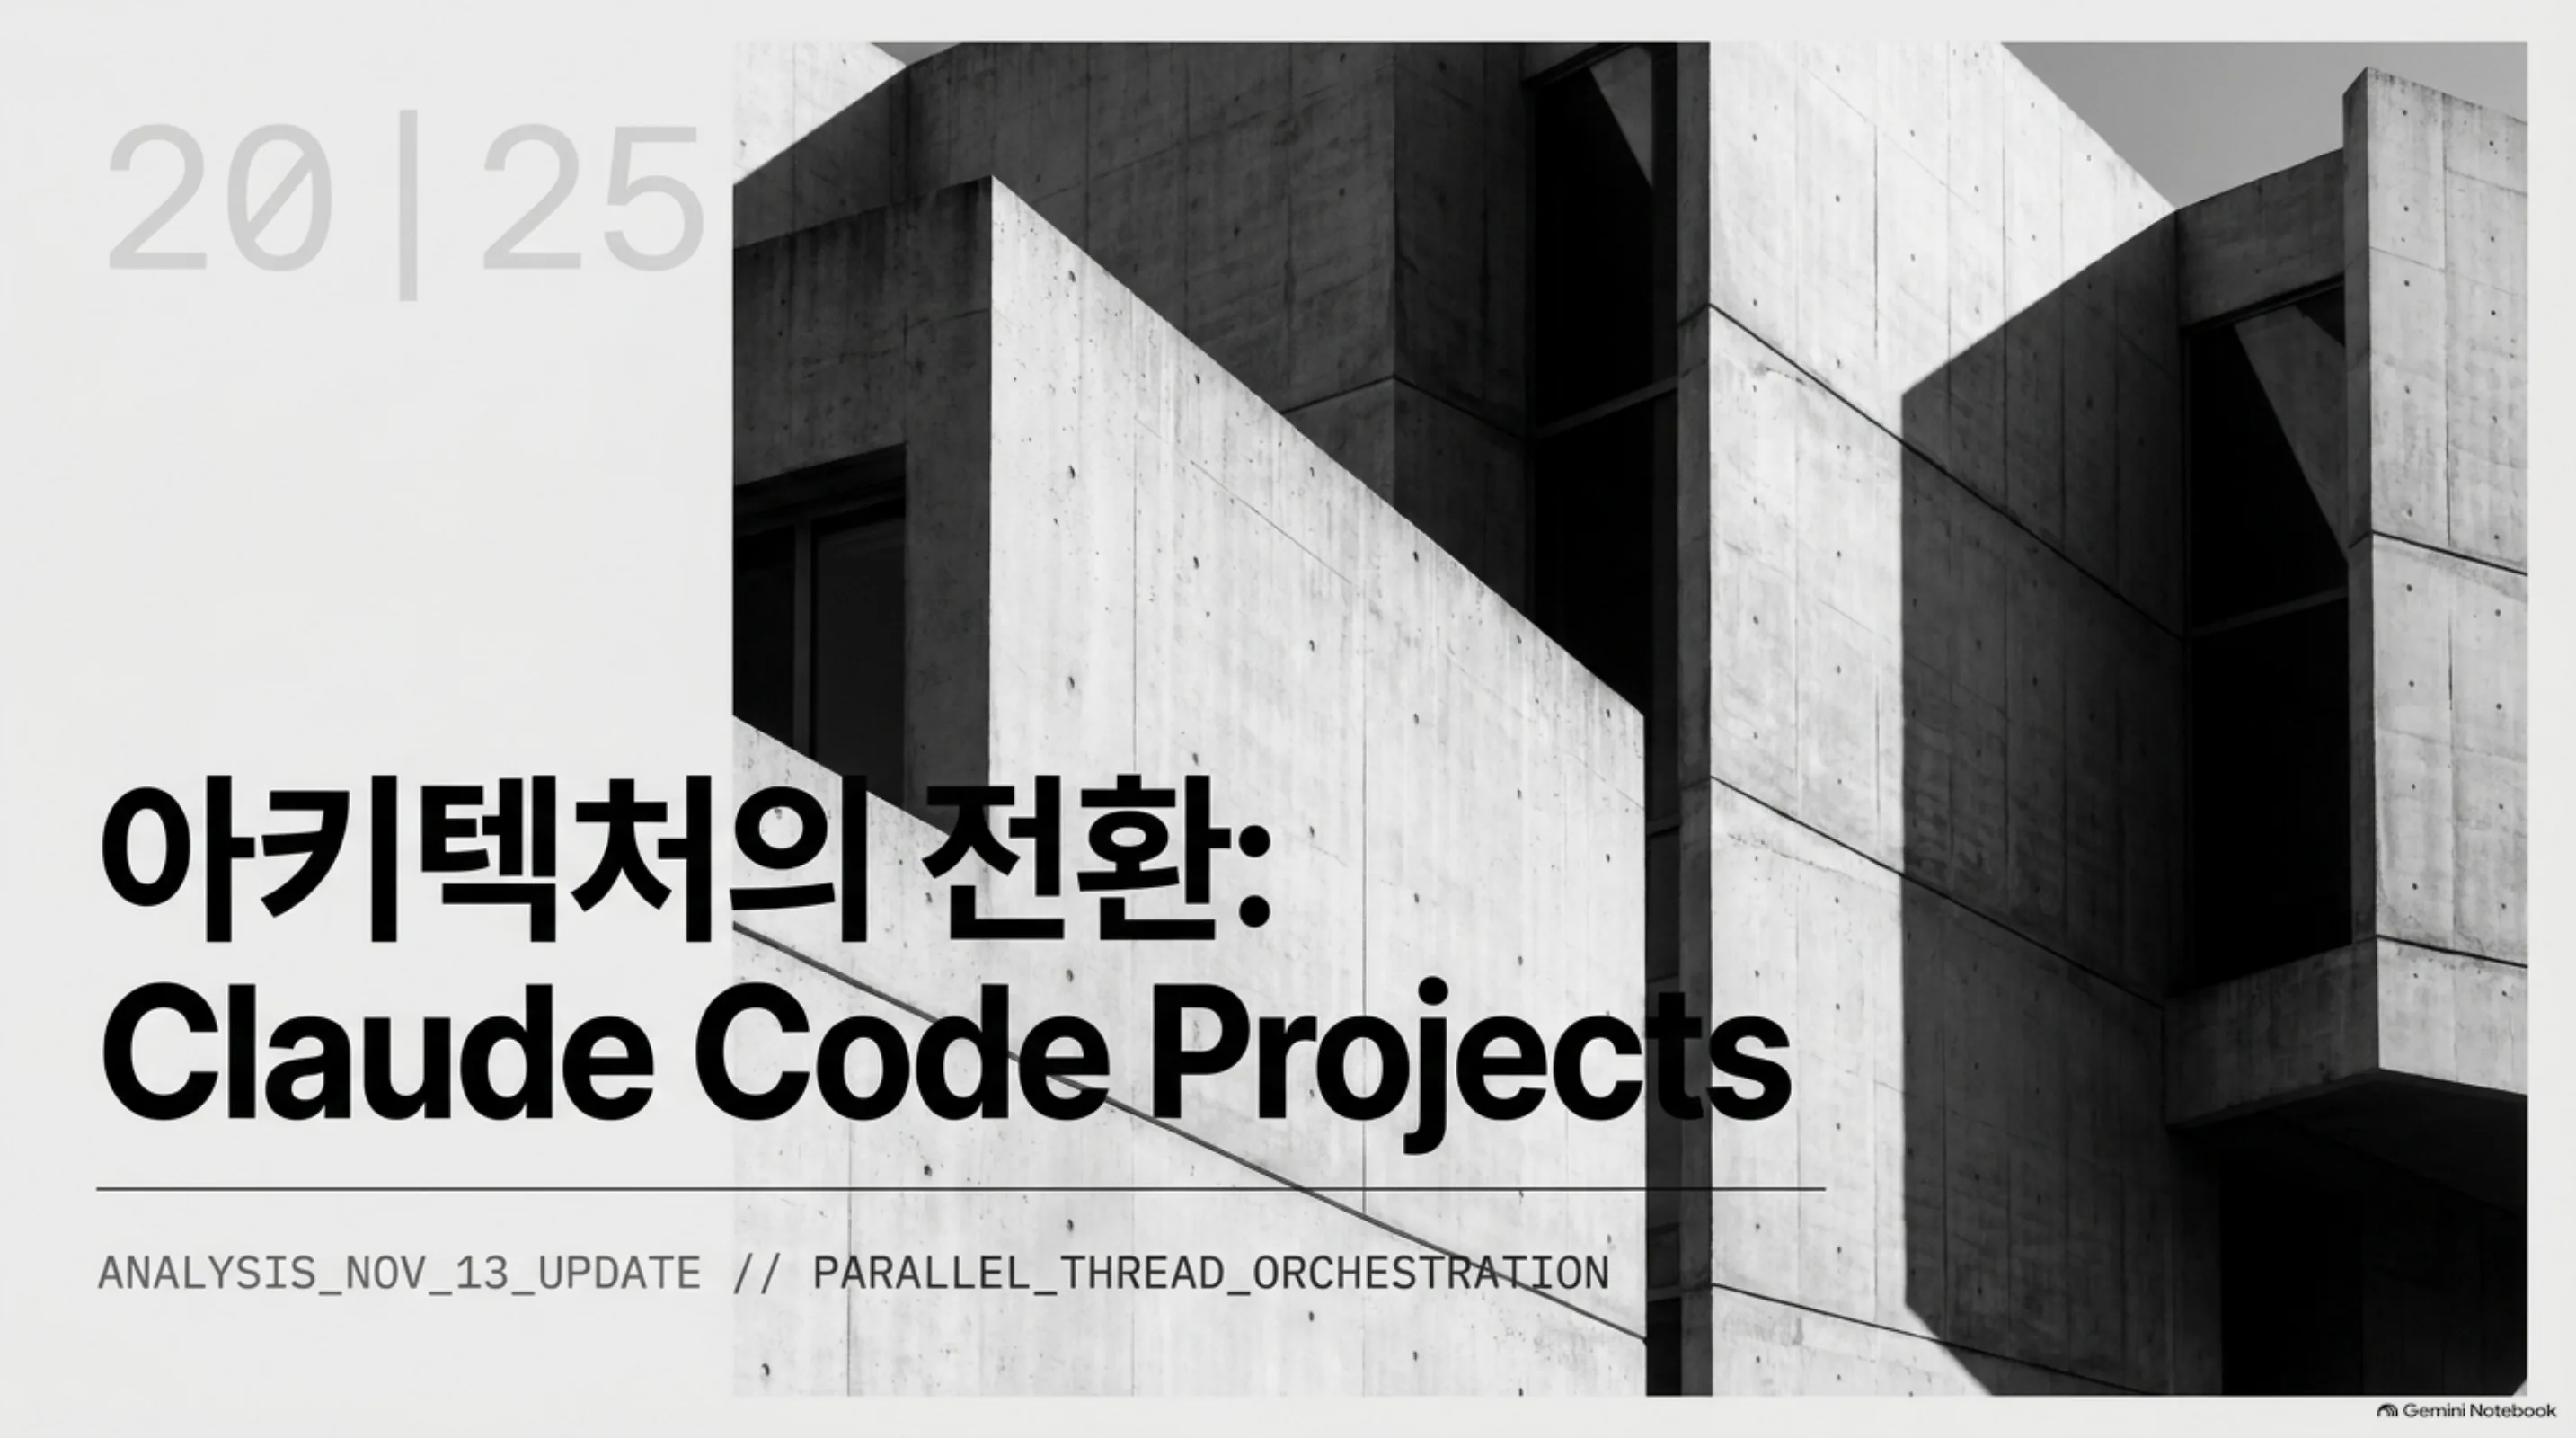 20|25
아키텍처의 전환:
Claude Code Projects
ANALYSIS_NOV_13_UPDATE // PARALLEL_THREAD_ORCHESTRATION
Gemini Notebook